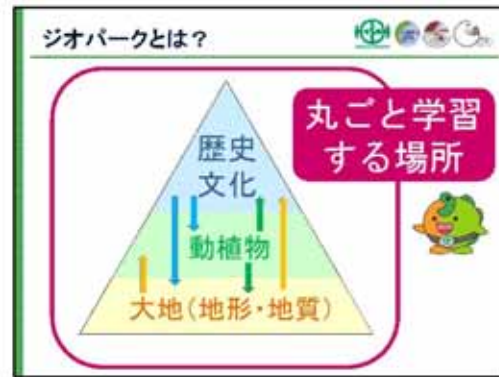 ジオパークとは？
丸ごと学習
する場所
歴史
文化
動植物
大地(地形・地質)